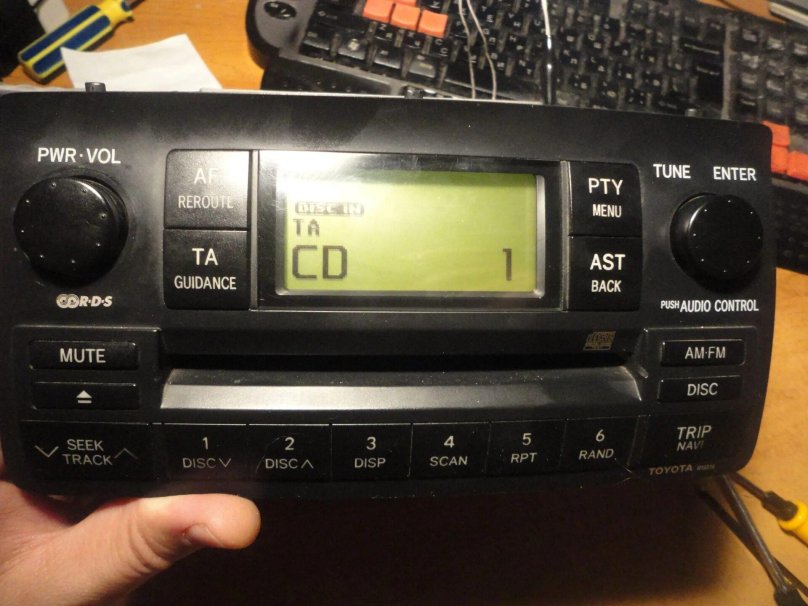 PWR·VOL
AF
REROUTE
TA
GUIDANCE
DISC IN
TA
CD 1
PTY
MENU
AST
BACK
TUNE ENTER
PUSH AUDIO CONTROL
R·D·S
MUTE
AM·FM
DISC
SEEK
TRACK
1
DISC
2
DISC
3
DISP
4
SCAN
5
RPT
6
RAND
TRIP
NAVI
TOYOTA